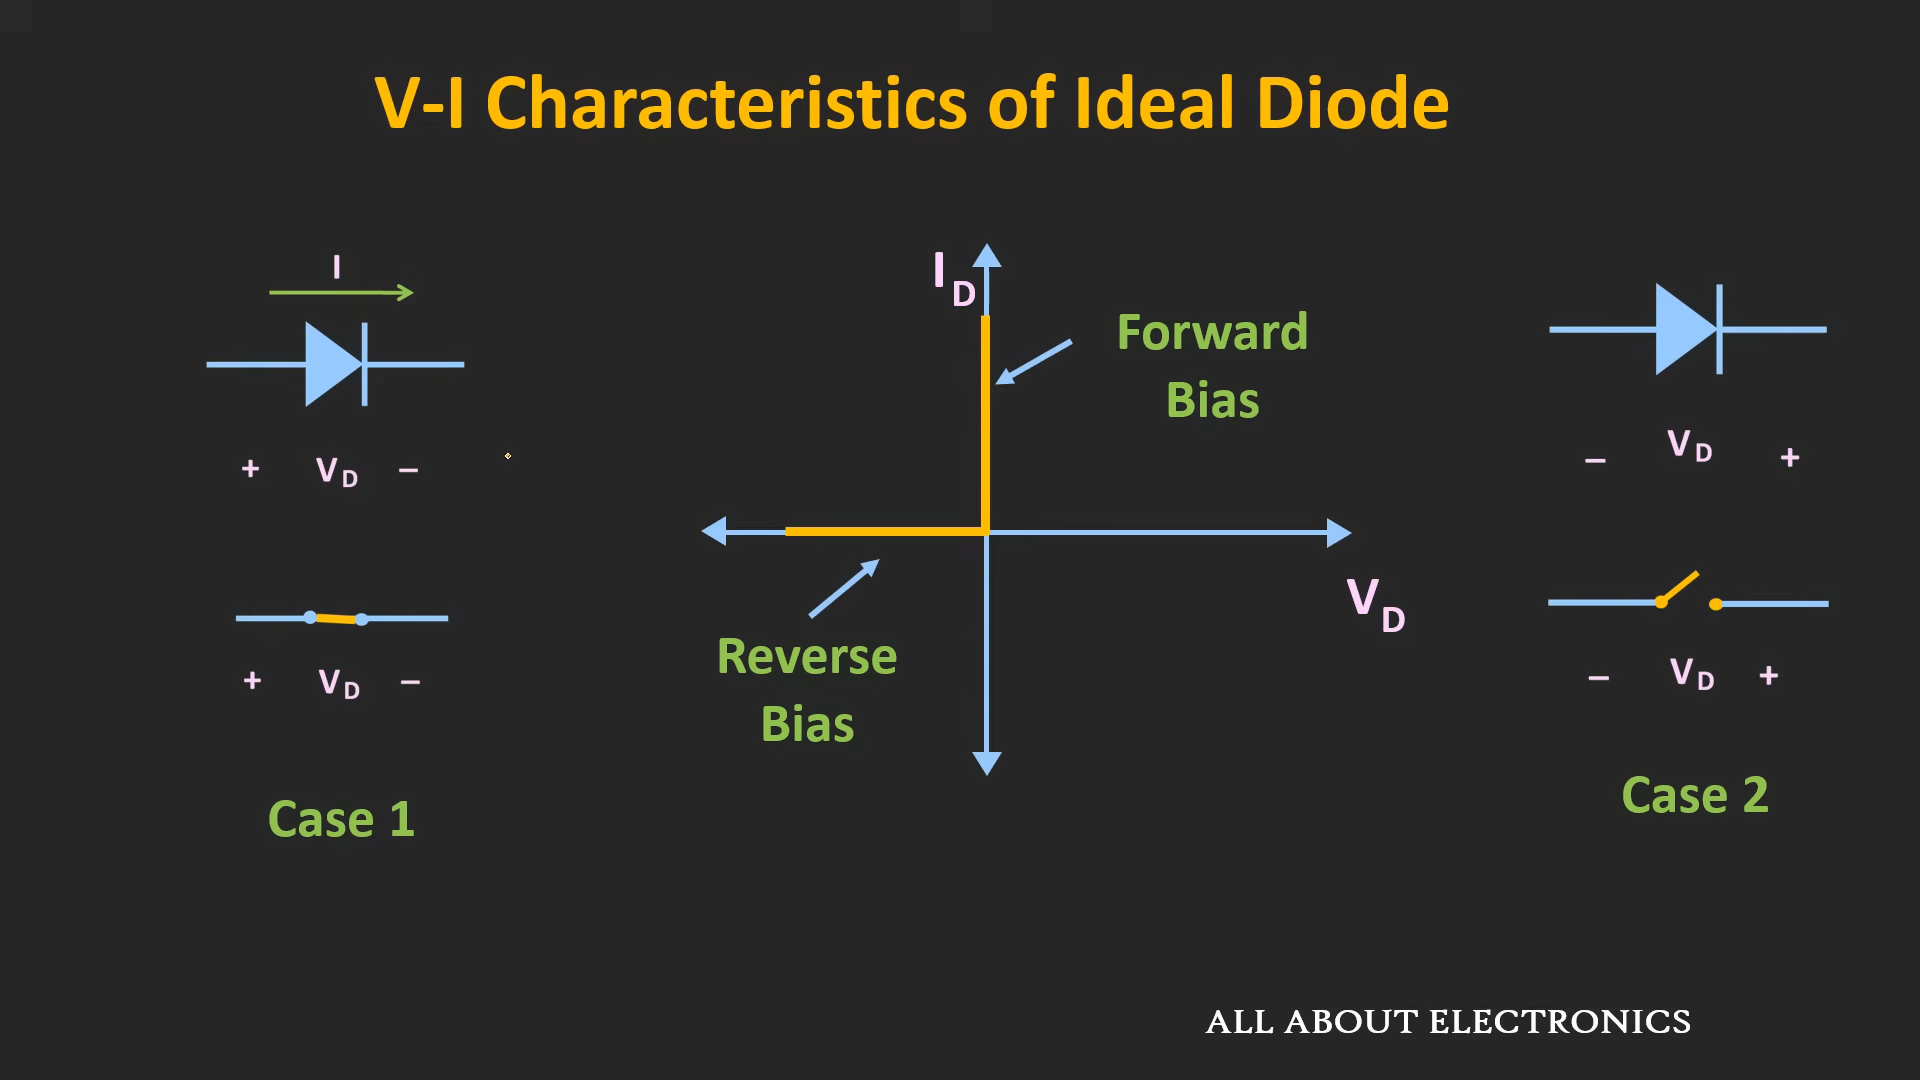 V-I Characteristics of Ideal Diode
I
+ VD –
+ VD –
Case 1
ID
Forward
Bias
Reverse
Bias
VD
– VD +
– VD +
Case 2
ALL ABOUT ELECTRONICS